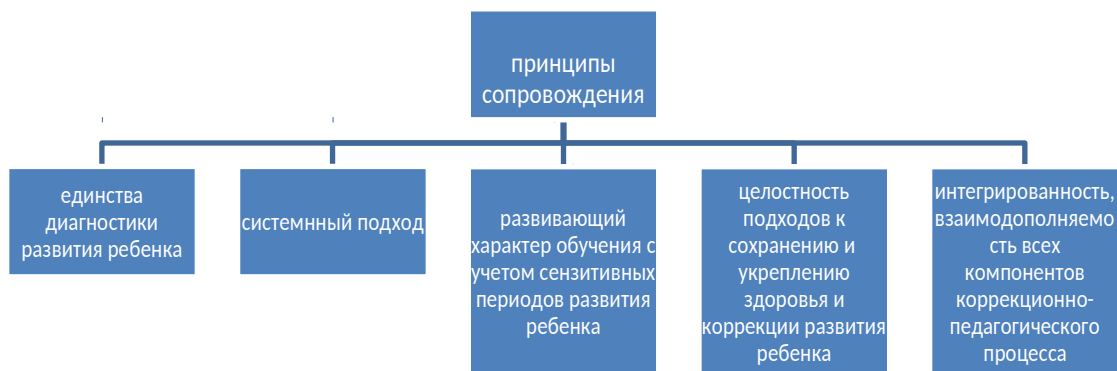 принципы
сопровождения
единства
диагностики
развития ребенка
системнный подход
развивающий
характер обучения с
учетом сензитивных
периодов развития
ребенка
целостность
подходов к
сохранению и
укреплению
здоровья и
коррекции развития
ребенка
интегрированность,
взаимодополняемо
сть всех
компонентов
коррекционно-
педагогического
процесса